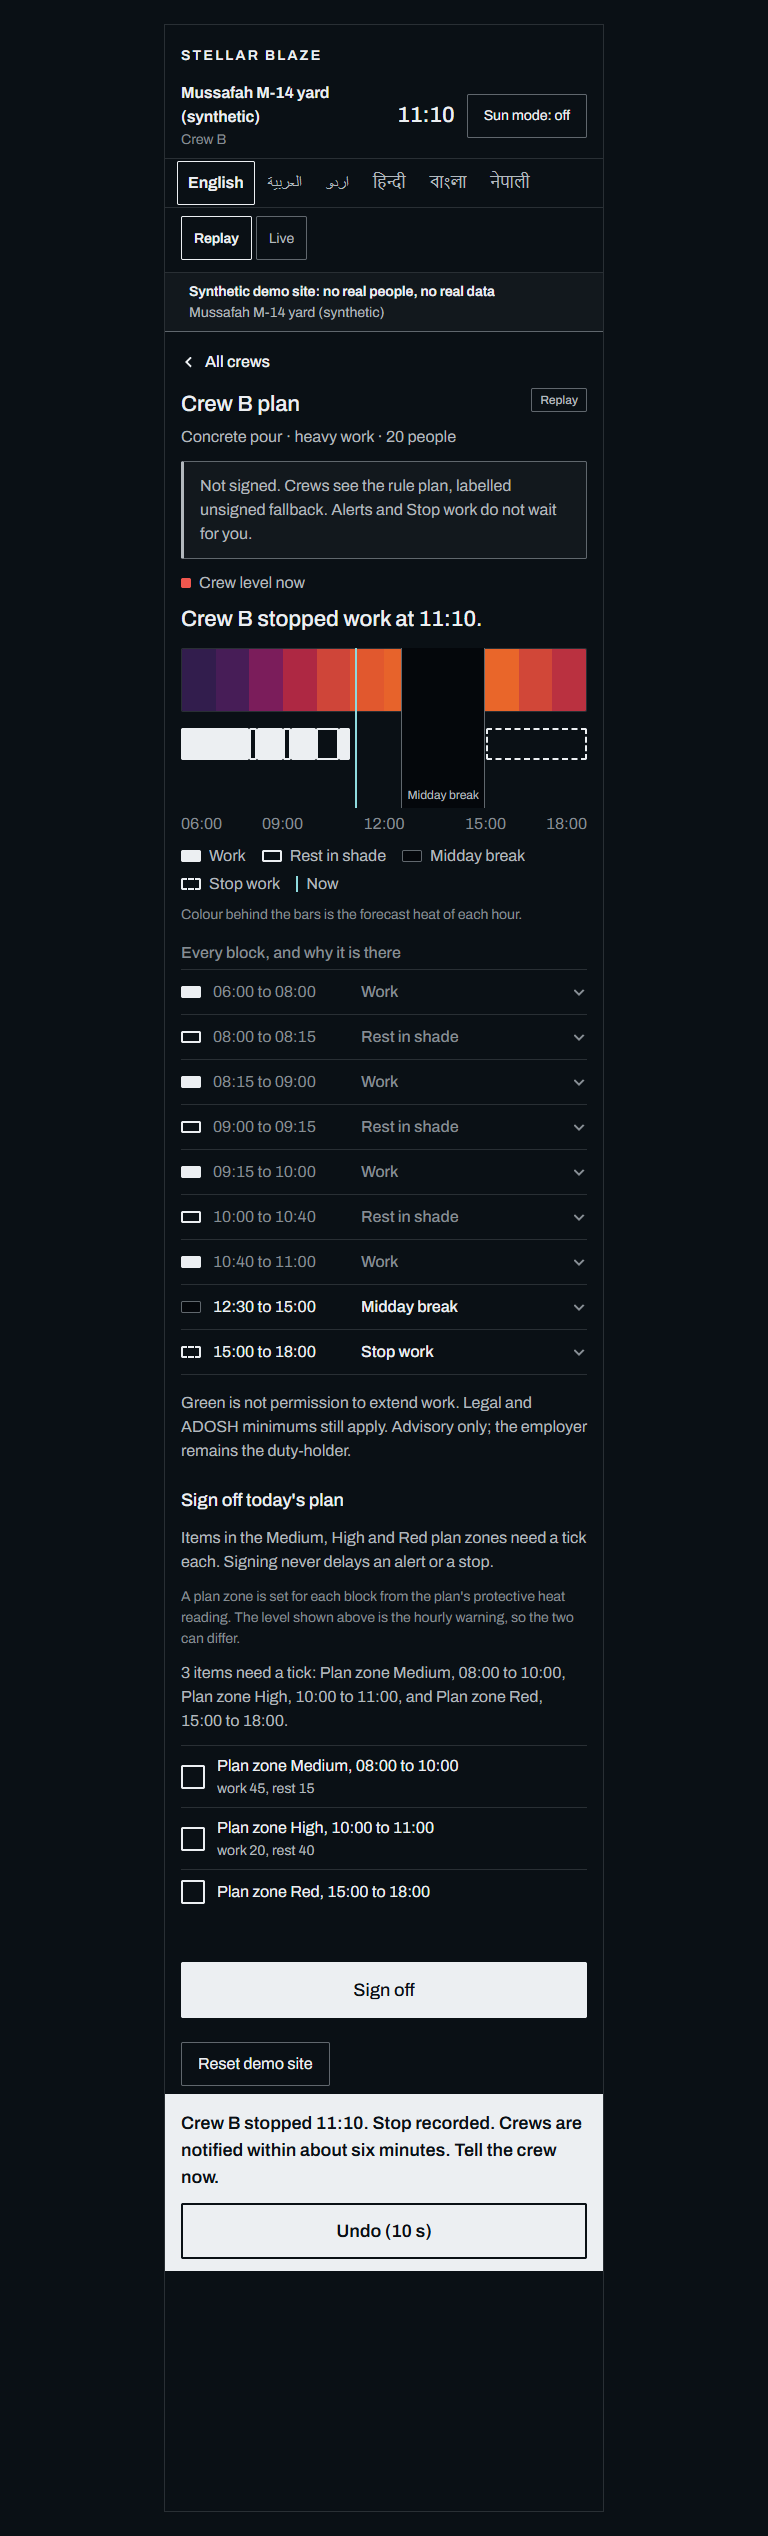 STELLAR BLAZE
Mussafah M-14 yard
(synthetic)
Crew B
11:10
Sun mode: off
English
العربية
اردو
हिन्दी
বাংলা
नेपाली
Replay
Live
Synthetic demo site: no real people, no real data
Mussafah M-14 yard (synthetic)
All crews
Crew B plan
Replay
Concrete pour · heavy work · 20 people
Not signed. Crews see the rule plan, labelled
unsigned fallback. Alerts and Stop work do not wait
for you.
Crew level now
Crew B stopped work at 11:10.
Midday break
06:00 09:00 12:00 15:00 18:00
Work Rest in shade Midday break
Stop work Now
Colour behind the bars is the forecast heat of each hour.
Every block, and why it is there
06:00 to 08:00 Work
08:00 to 08:15 Rest in shade
08:15 to 09:00 Work
09:00 to 09:15 Rest in shade
09:15 to 10:00 Work
10:00 to 10:40 Rest in shade
10:40 to 11:00 Work
12:30 to 15:00 Midday break
15:00 to 18:00 Stop work
Green is not permission to extend work. Legal and
ADOSH minimums still apply. Advisory only; the employer
remains the duty-holder.
Sign off today's plan
Items in the Medium, High and Red plan zones need a tick
each. Signing never delays an alert or a stop.
A plan zone is set for each block from the plan's protective heat
reading. The level shown above is the hourly warning, so the two
can differ.
3 items need a tick: Plan zone Medium, 08:00 to 10:00,
Plan zone High, 10:00 to 11:00, and Plan zone Red,
15:00 to 18:00.
Plan zone Medium, 08:00 to 10:00
work 45, rest 15
Plan zone High, 10:00 to 11:00
work 20, rest 40
Plan zone Red, 15:00 to 18:00
Sign off
Reset demo site
Crew B stopped 11:10. Stop recorded. Crews are
notified within about six minutes. Tell the crew
now.
Undo (10 s)